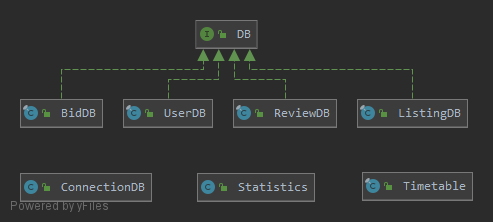 DB
BidDB
UserDB
ReviewDB
ListingDB
ConnectionDB
Statistics
Timetable
Powered by yFiles